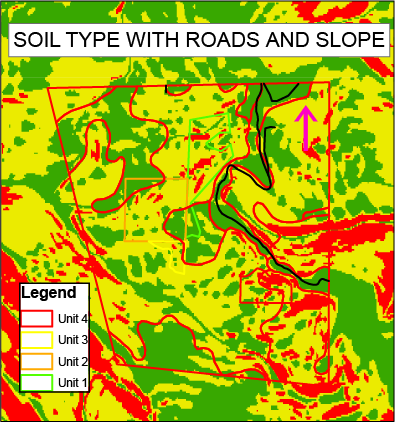 SOIL TYPE WITH ROADS AND SLOPE
Legend
Unit 4
Unit 3
Unit 2
Unit 1